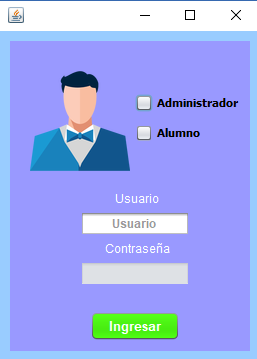 Administrador
Alumno
Usuario
Usuario
Contraseña
Ingresar